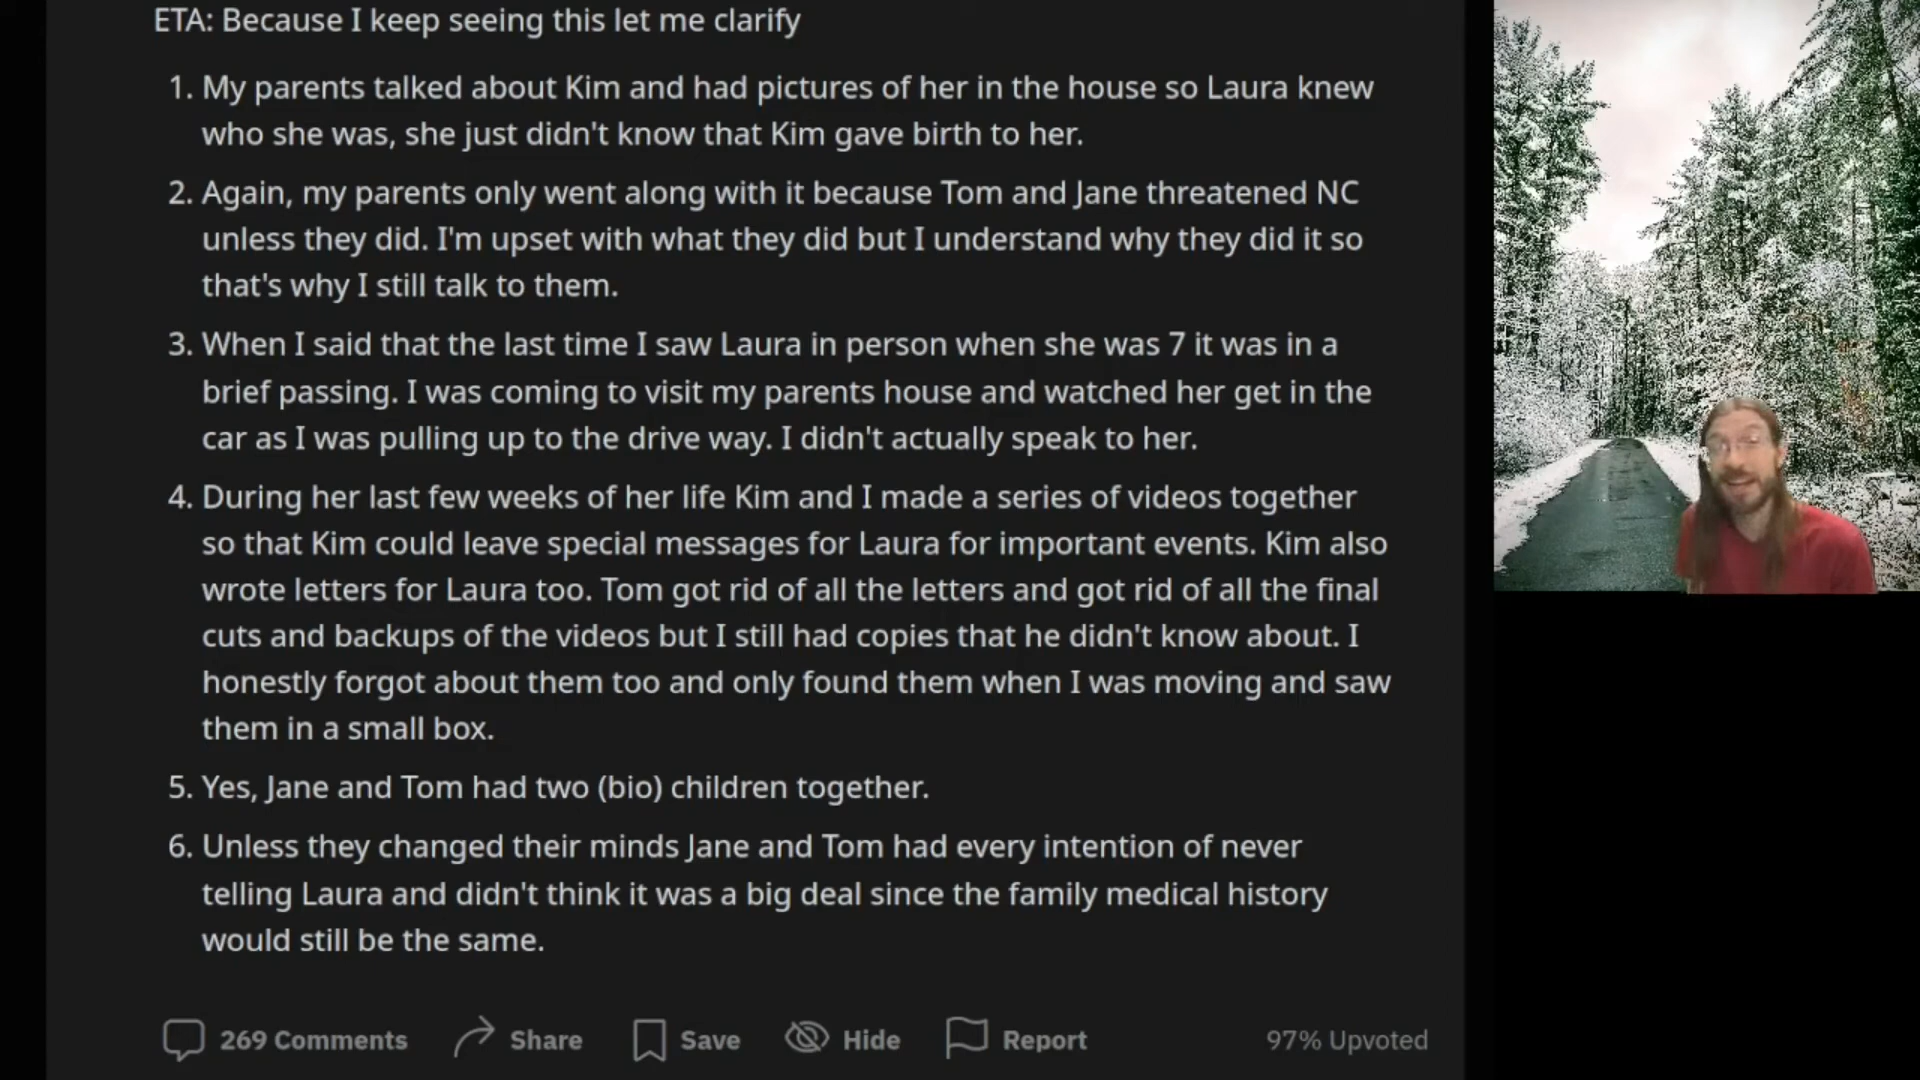 ETA: Because I keep seeing this let me clarify
1. My parents talked about Kim and had pictures of her in the house so Laura knew
who she was, she just didn't know that Kim gave birth to her.
2. Again, my parents only went along with it because Tom and Jane threatened NC
unless they did. I'm upset with what they did but I understand why they did it so
that's why I still talk to them.
3. When I said that the last time I saw Laura in person when she was 7 it was in a
brief passing. I was coming to visit my parents house and watched her get in the
car as I was pulling up to the drive way. I didn't actually speak to her.
4. During her last few weeks of her life Kim and I made a series of videos together
so that Kim could leave special messages for Laura for important events. Kim also
wrote letters for Laura too. Tom got rid of all the letters and got rid of all the final
cuts and backups of the videos but I still had copies that he didn't know about. I
honestly forgot about them too and only found them when I was moving and saw
them in a small box.
5. Yes, Jane and Tom had two (bio) children together.
6. Unless they changed their minds Jane and Tom had every intention of never
telling Laura and didn't think it was a big deal since the family medical history
would still be the same.
269 Comments Share Save Hide Report 97% Upvoted